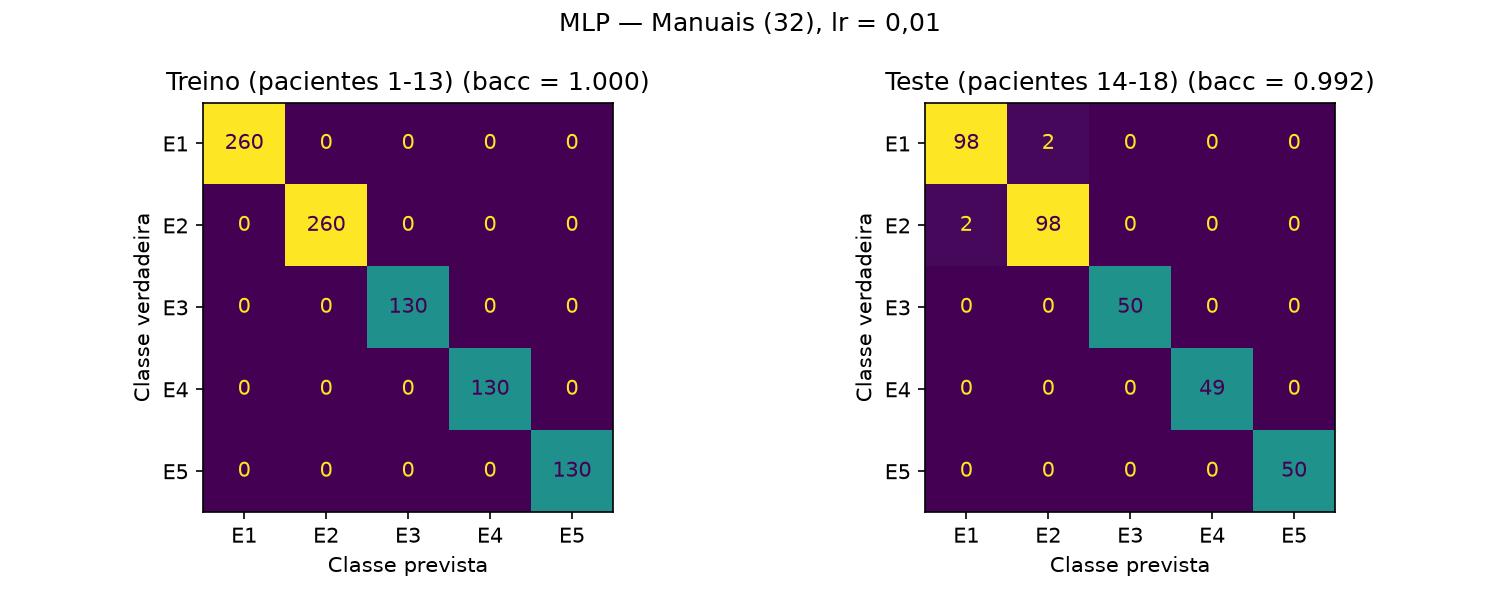 MLP — Manuais (32), lr = 0,01
Treino (pacientes 1-13) (bacc = 1.000)
Classe verdadeira
E1 260 0 0 0 0
E2 0 260 0 0 0
E3 0 0 130 0 0
E4 0 0 0 130 0
E5 0 0 0 0 130
E1 E2 E3 E4 E5
Classe prevista
Teste (pacientes 14-18) (bacc = 0.992)
Classe verdadeira
E1 98 2 0 0 0
E2 2 98 0 0 0
E3 0 0 50 0 0
E4 0 0 0 49 0
E5 0 0 0 0 50
E1 E2 E3 E4 E5
Classe prevista